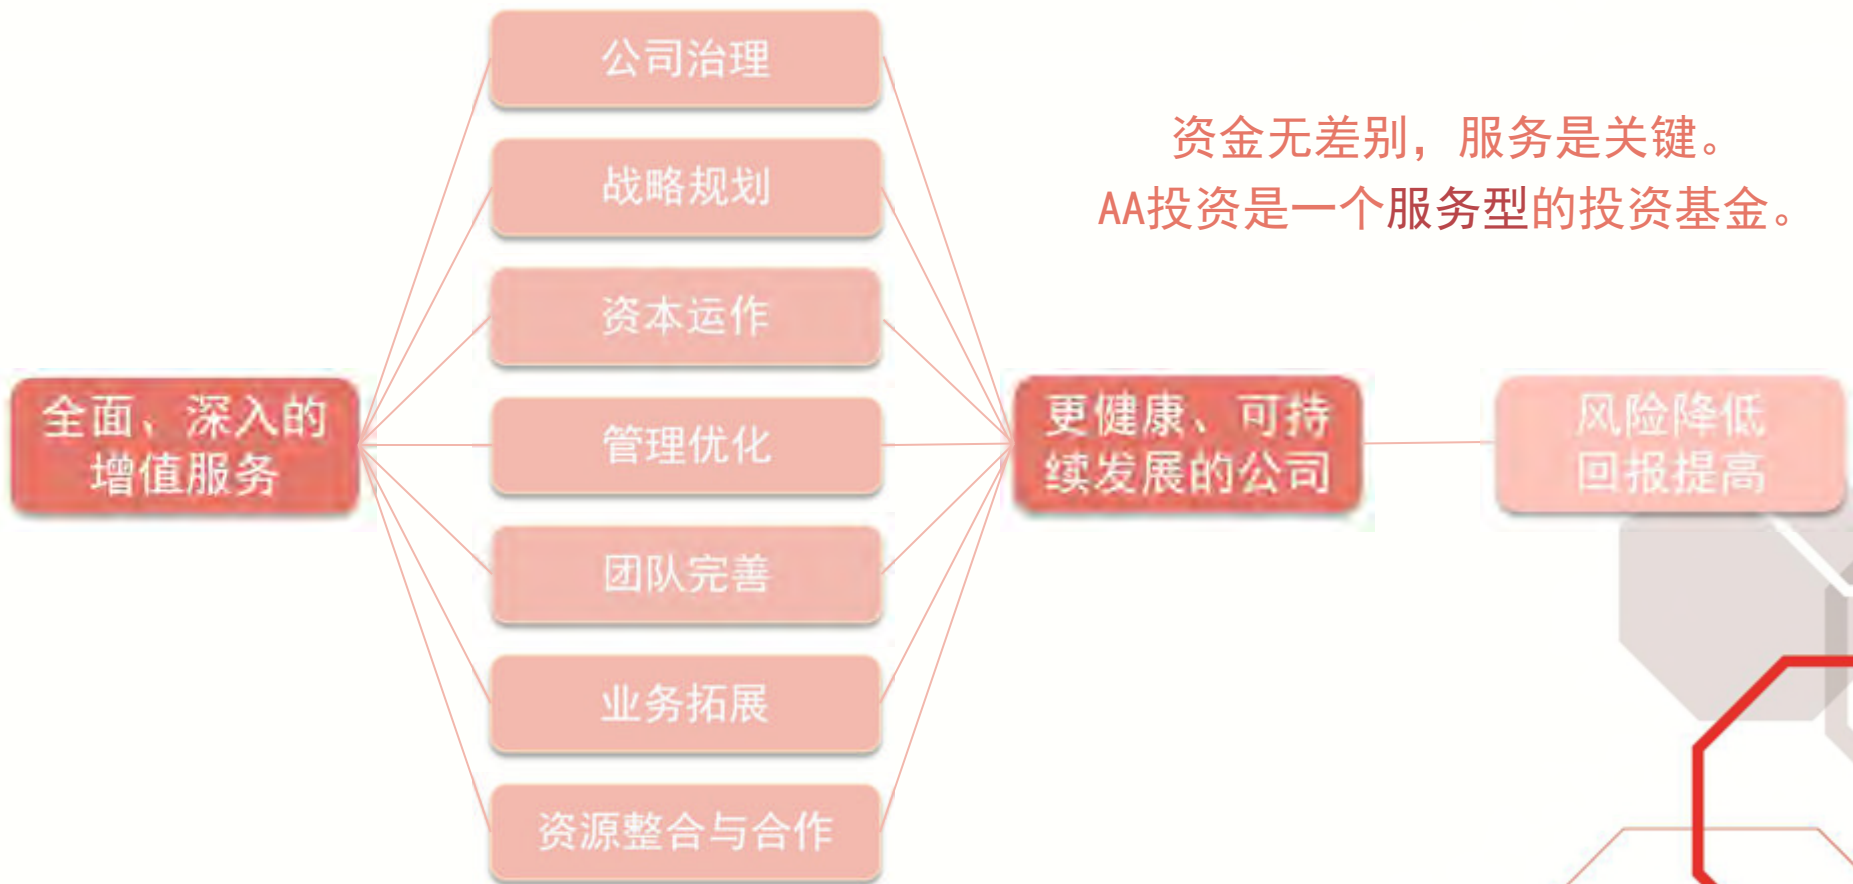 公司治理
战略规划
资本运作
管理优化
团队完善
业务拓展
资源整合与合作
全面、深入的
增值服务
更健康、可持
续发展的公司
风险降低
回报提高
资金无差别，服务是关键。
AA投资是一个服务型的投资基金。